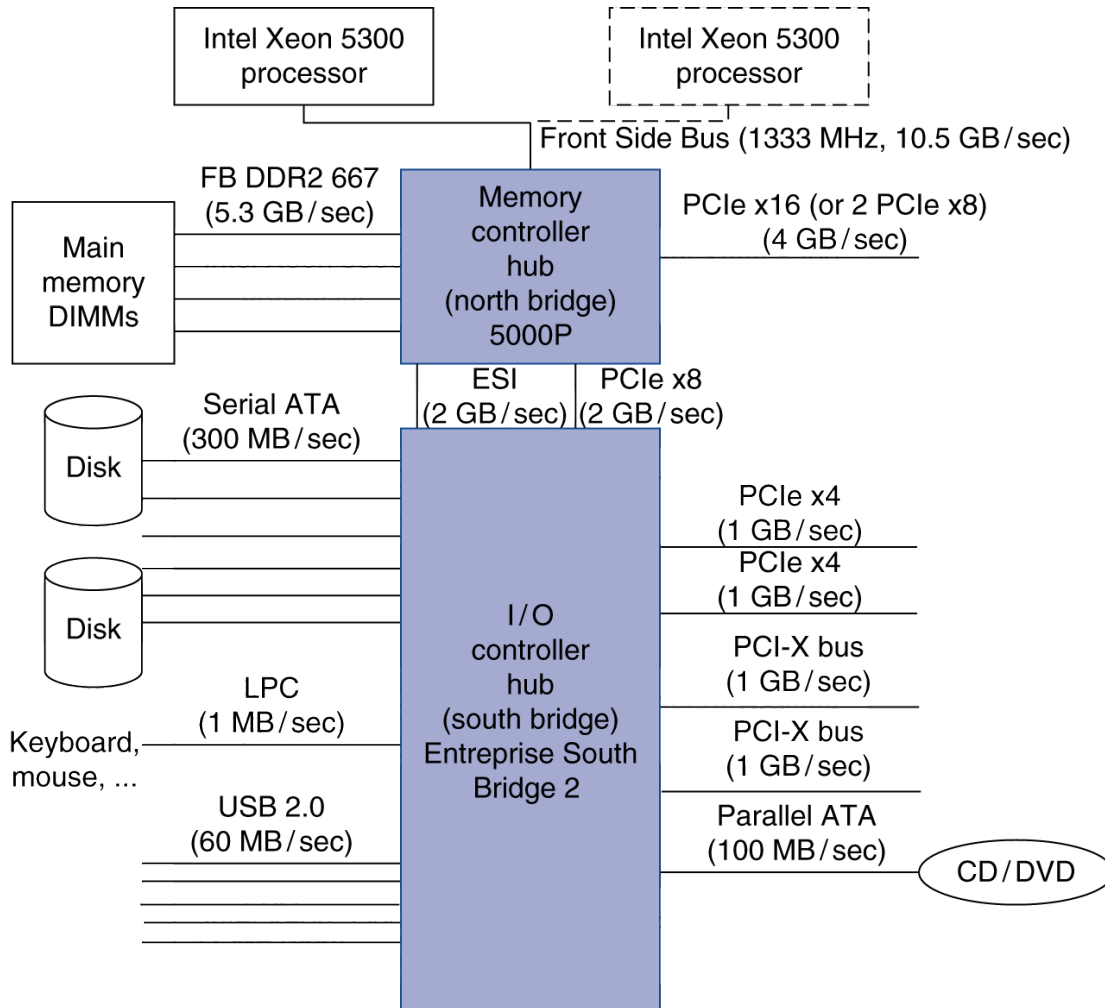 Intel Xeon 5300
processor
Intel Xeon 5300
processor
Front Side Bus (1333 MHz, 10.5 GB/sec)
FB DDR2 667
(5.3 GB/sec)
Main
memory
DIMMs
Memory
controller
hub
(north bridge)
5000P
PCIe x16 (or 2 PCIe x8)
(4 GB/sec)
ESI
(2 GB/sec)
PCIe x8
(2 GB/sec)
Serial ATA
(300 MB/sec)
Disk
Disk
PCIe x4
(1 GB/sec)
PCIe x4
(1 GB/sec)
I/O
controller
hub
(south bridge)
Entreprise South
Bridge 2
PCI-X bus
(1 GB/sec)
PCI-X bus
(1 GB/sec)
LPC
(1 MB/sec)
Keyboard,
mouse, ...
USB 2.0
(60 MB/sec)
Parallel ATA
(100 MB/sec)
CD/DVD